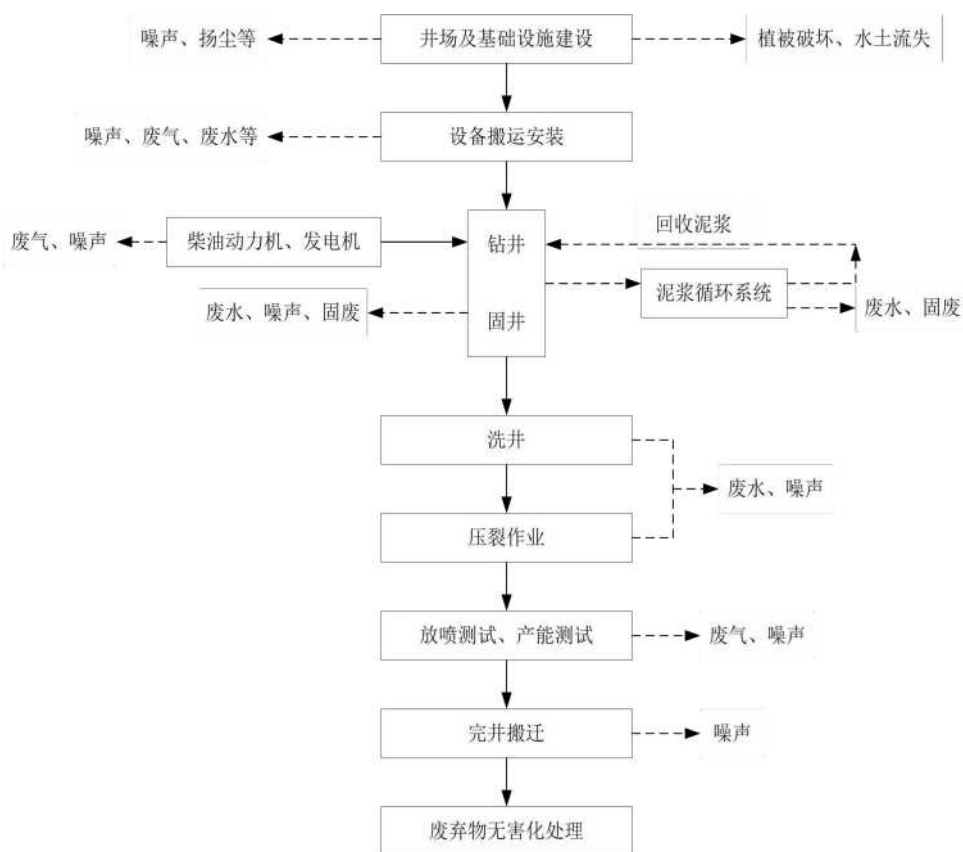 噪声、扬尘等
井场及基础设施建设
植被破坏、水土流失
噪声、废气、废水等
设备搬运安装
废气、噪声
柴油动力机、发电机
钻井
回收泥浆
泥浆循环系统
废水、噪声、固废
固井
废水、固废
洗井
废水、噪声
压裂作业
放喷测试、产能测试
废气、噪声
完井搬迁
噪声
废弃物无害化处理